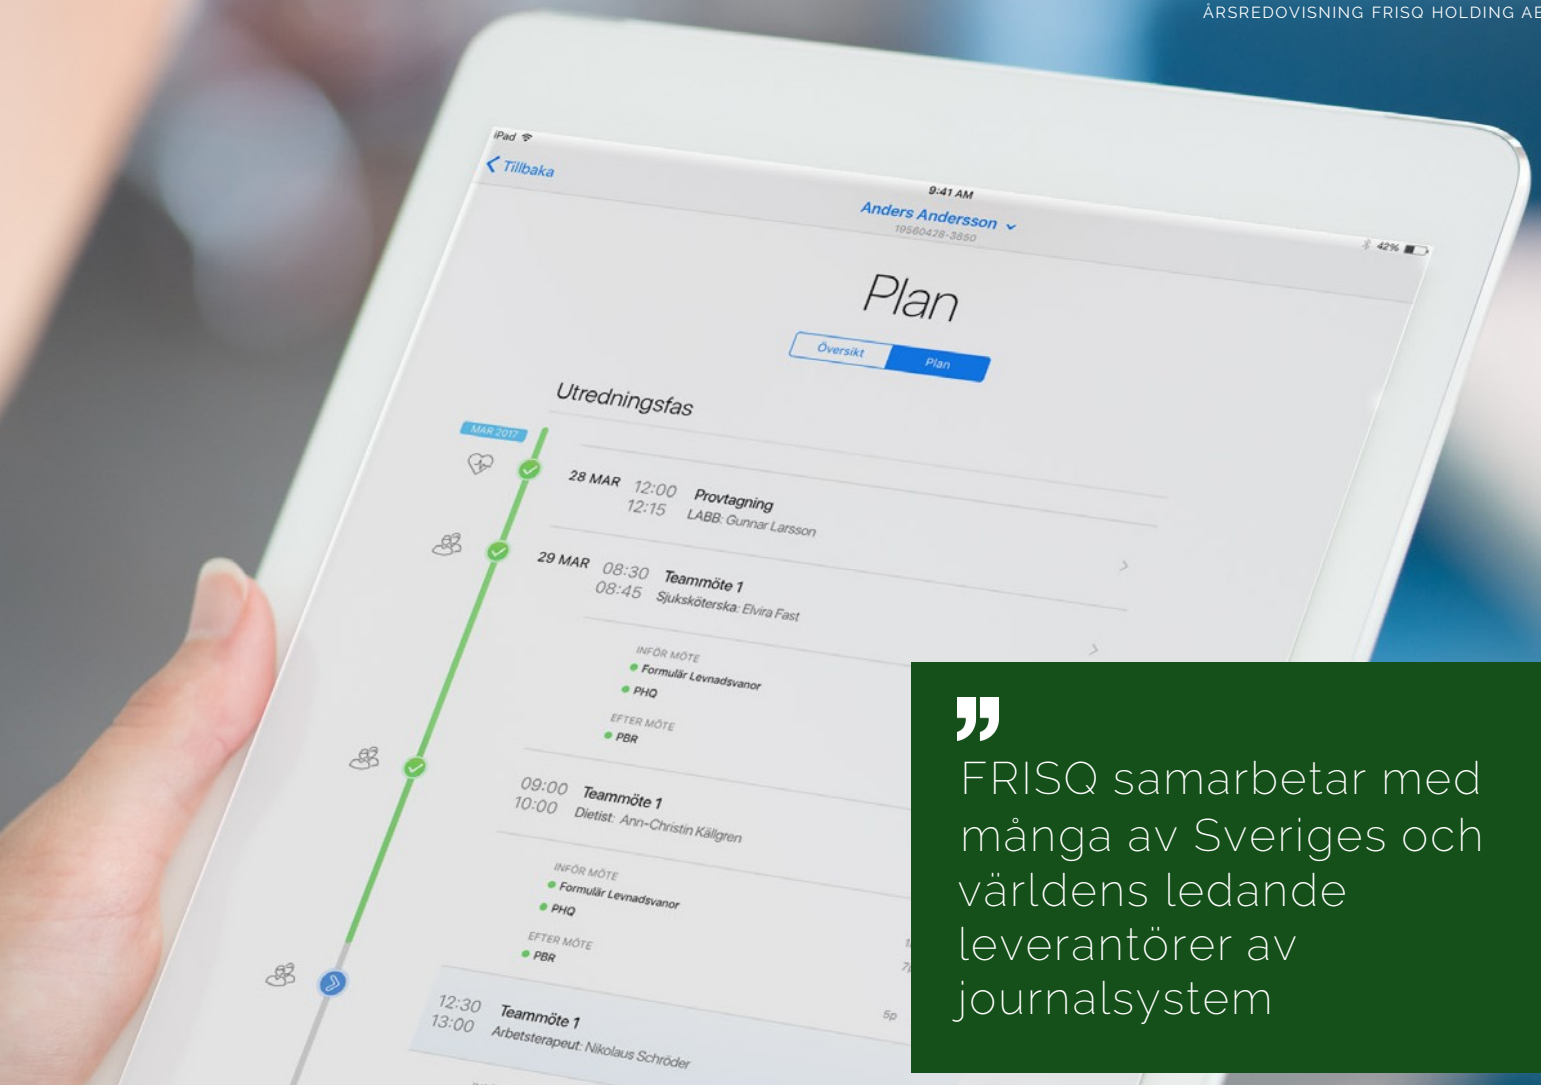 ÅRSREDOVISNING FRISQ HOLDING AB
iPad
Tillbaka
9:41 AM
Anders Andersson
19560428-3850
42%
Plan
Översikt Plan
Utredningsfas
MAR 2017
28 MAR 12:00 Provtagning
12:15 LABB: Gunnar Larsson
29 MAR 08:30 Teammöte 1
08:45 Sjuksköterska: Elvira Fast
INFÖR MÖTE
Formulär Levnadsvanor
PHQ
EFTER MÖTE
PBR
09:00 Teammöte 1
10:00 Dietist: Ann-Christin Källgren
INFÖR MÖTE
Formulär Levnadsvanor
PHQ
EFTER MÖTE
PBR
5p
12:30 Teammöte 1
13:00 Arbetsterapeut: Nikolaus Schröder
”
FRISQ samarbetar med
många av Sveriges och
världens ledande
leverantörer av
journalsystem